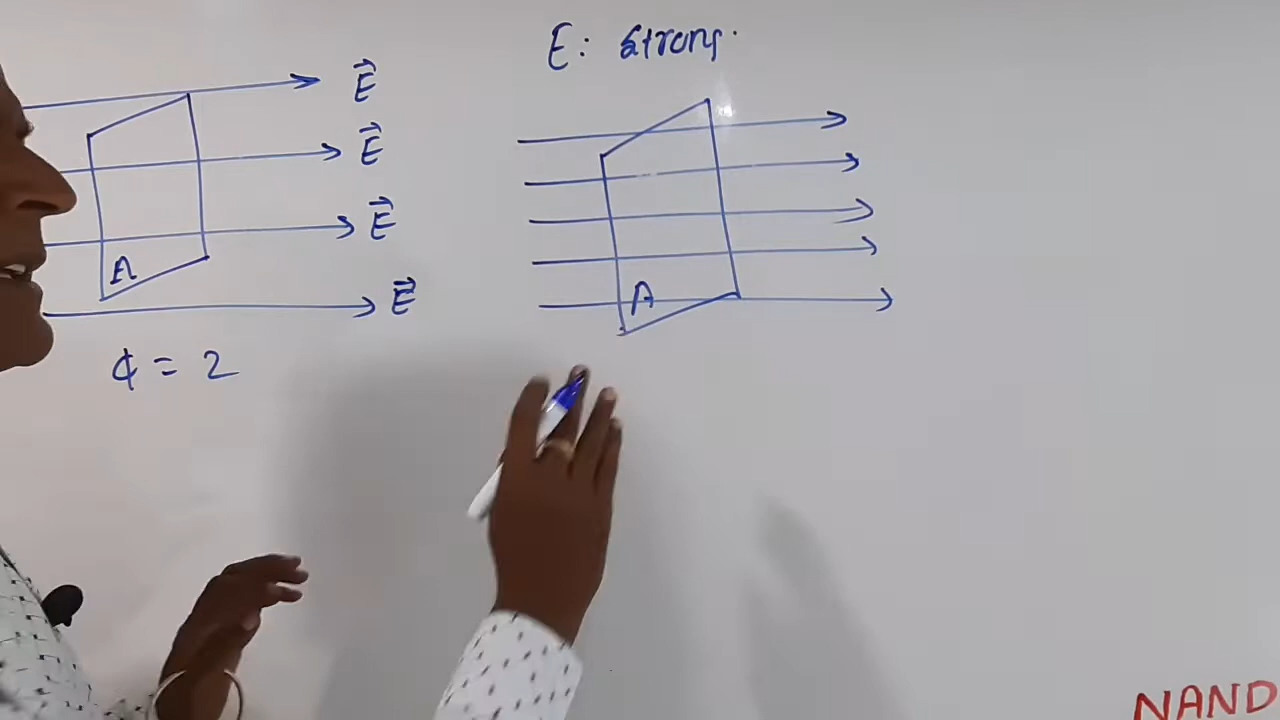 E: Strong.
E⃗
E⃗
E⃗
E⃗
A
A
ϕ = 2
NAND